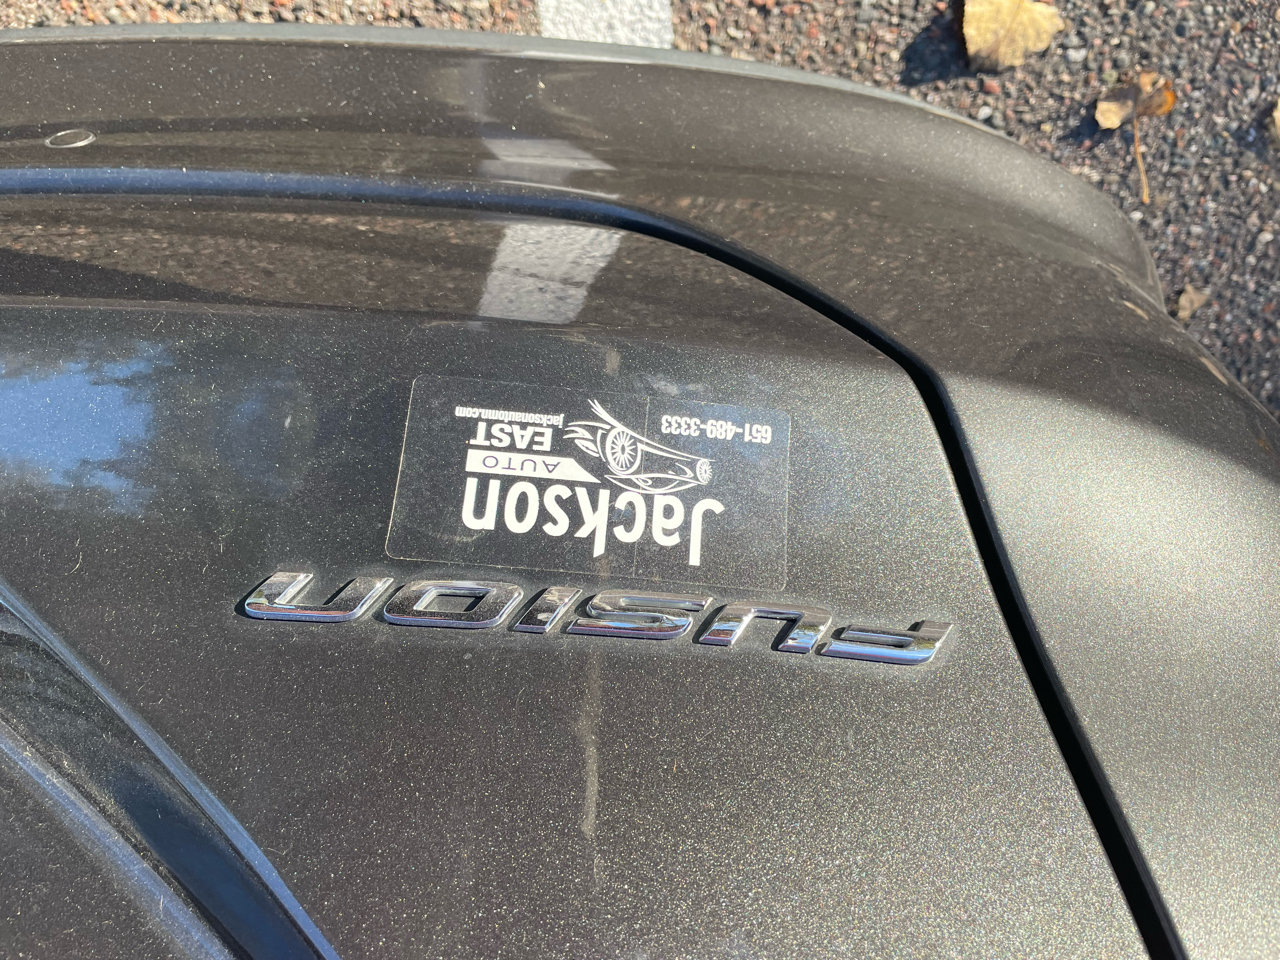 FUSION
Jackson
AUTO
EAST
651-489-3333
jacksonautomn.com